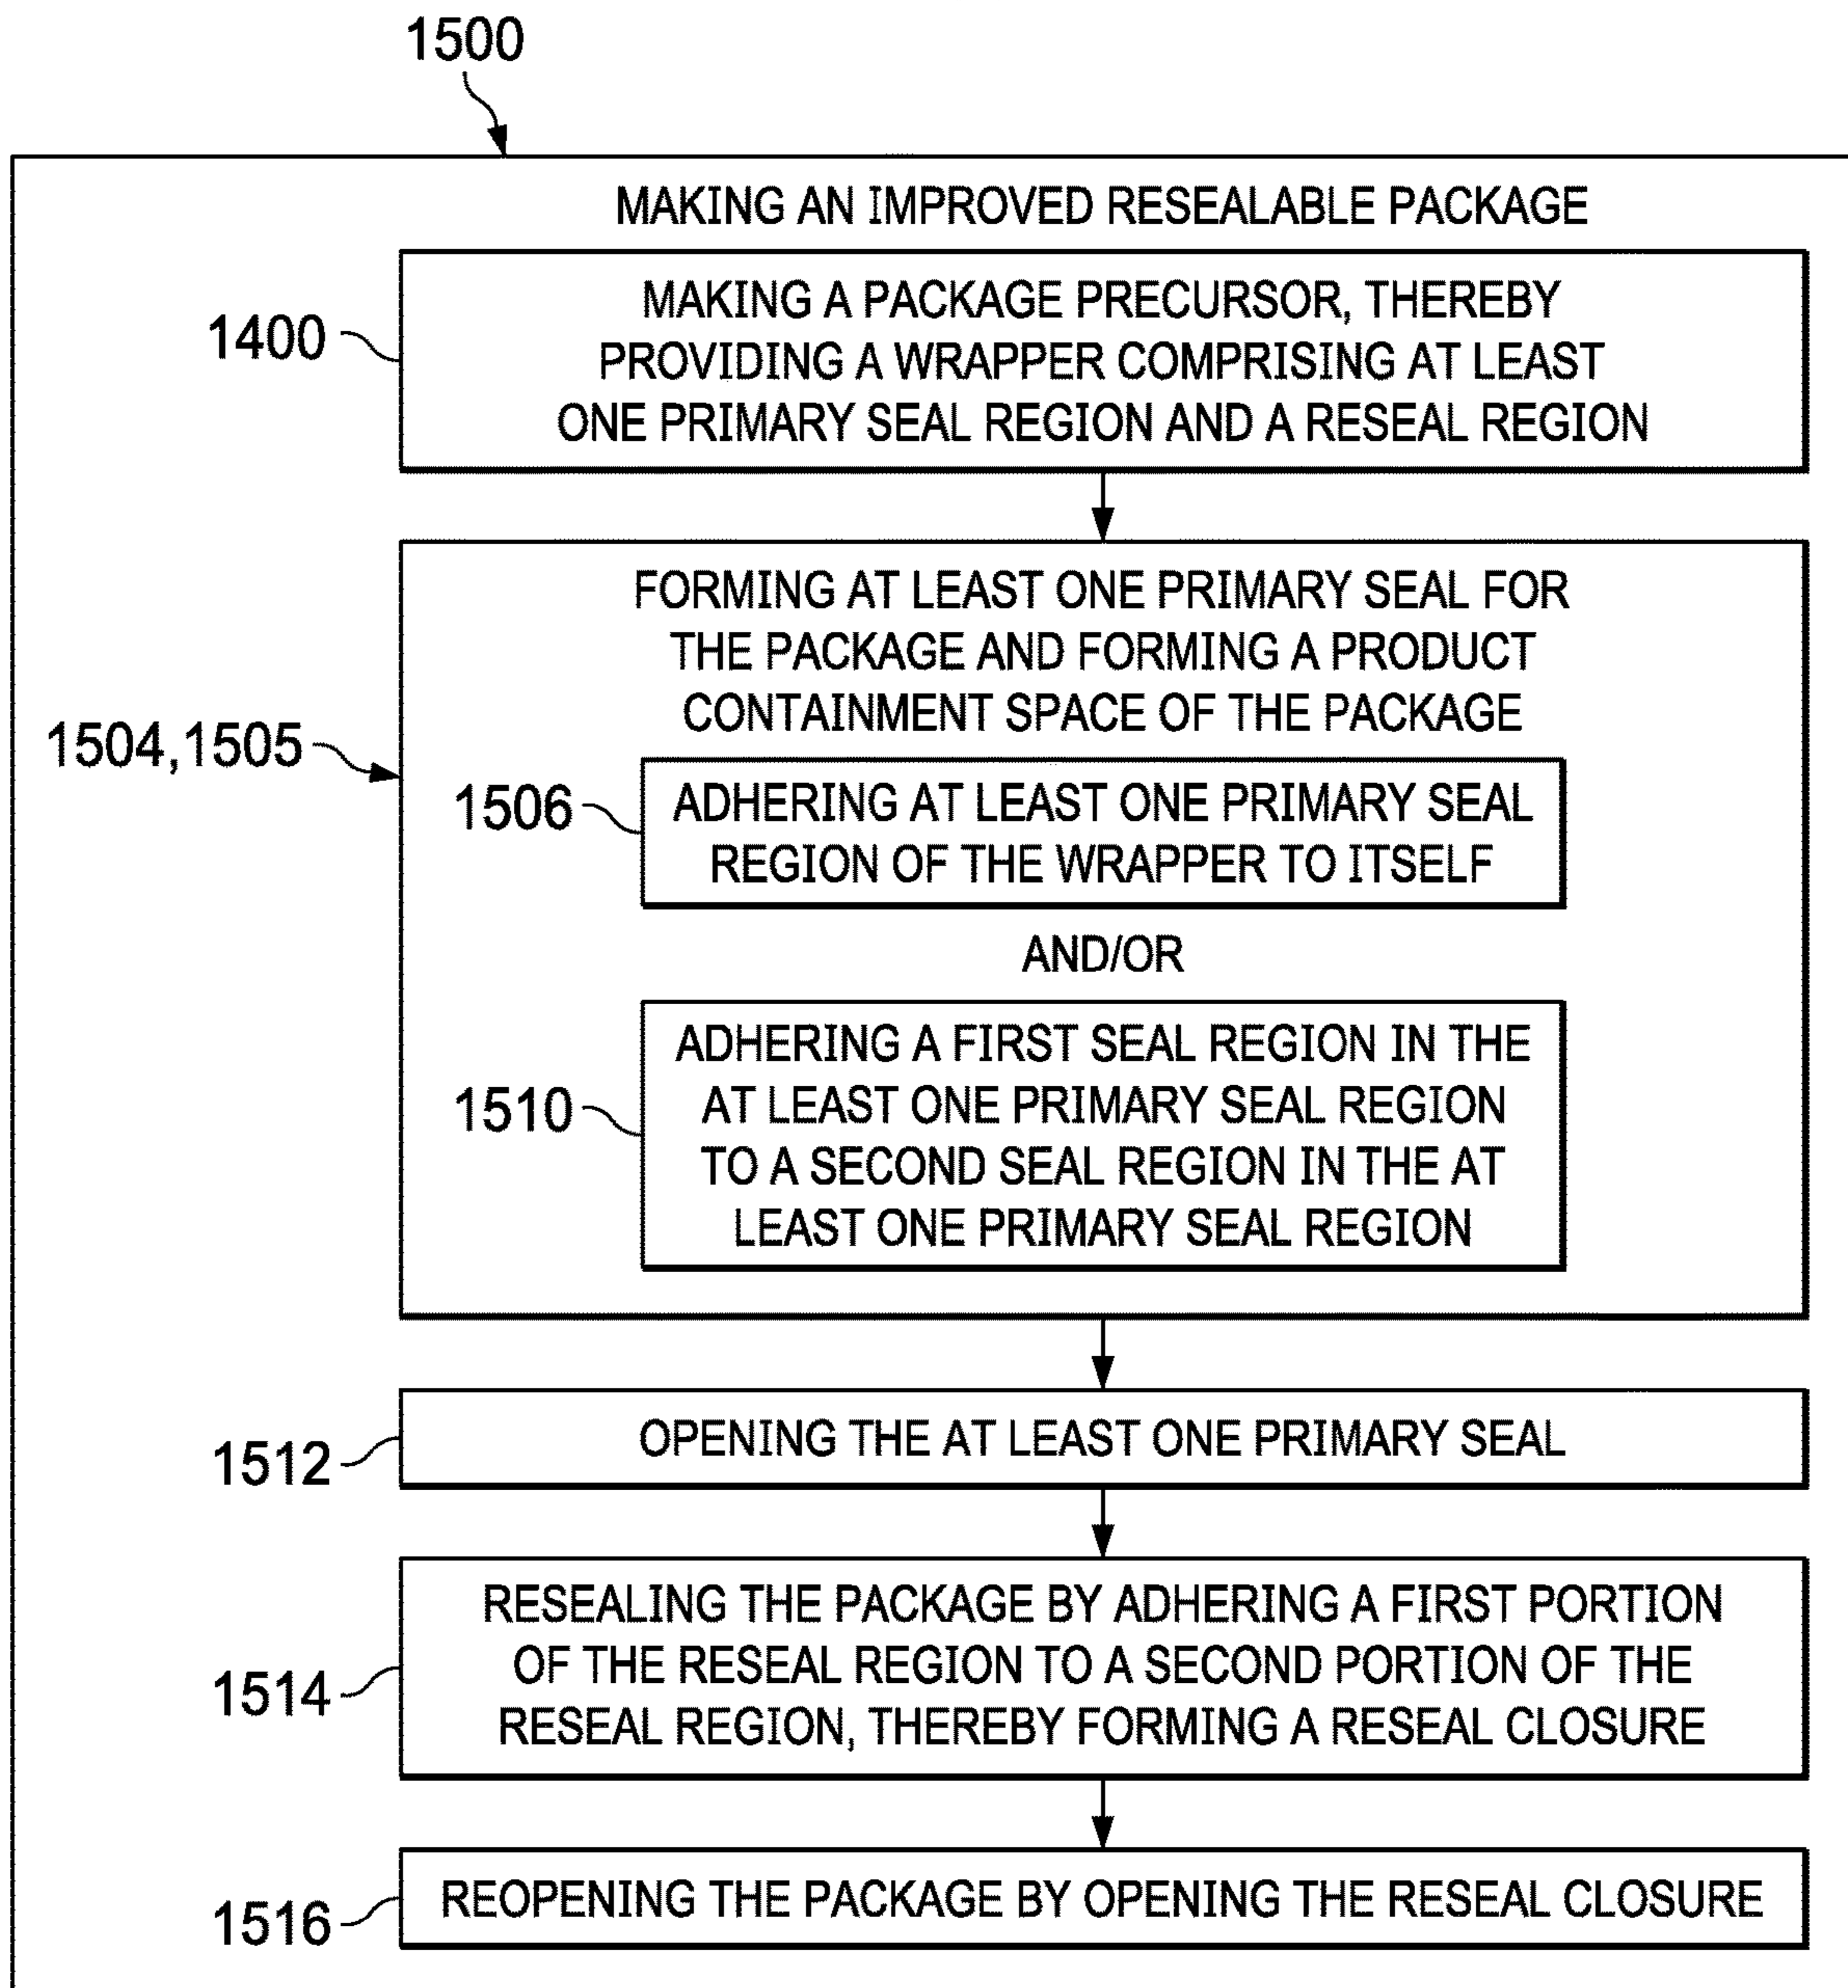 1500
MAKING AN IMPROVED RESEALABLE PACKAGE
1400
MAKING A PACKAGE PRECURSOR, THEREBY
PROVIDING A WRAPPER COMPRISING AT LEAST
ONE PRIMARY SEAL REGION AND A RESEAL REGION
1504,1505
FORMING AT LEAST ONE PRIMARY SEAL FOR
THE PACKAGE AND FORMING A PRODUCT
CONTAINMENT SPACE OF THE PACKAGE
1506
ADHERING AT LEAST ONE PRIMARY SEAL
REGION OF THE WRAPPER TO ITSELF
AND/OR
1510
ADHERING A FIRST SEAL REGION IN THE
AT LEAST ONE PRIMARY SEAL REGION
TO A SECOND SEAL REGION IN THE AT
LEAST ONE PRIMARY SEAL REGION
1512
OPENING THE AT LEAST ONE PRIMARY SEAL
1514
RESEALING THE PACKAGE BY ADHERING A FIRST PORTION
OF THE RESEAL REGION TO A SECOND PORTION OF THE
RESEAL REGION, THEREBY FORMING A RESEAL CLOSURE
1516
REOPENING THE PACKAGE BY OPENING THE RESEAL CLOSURE